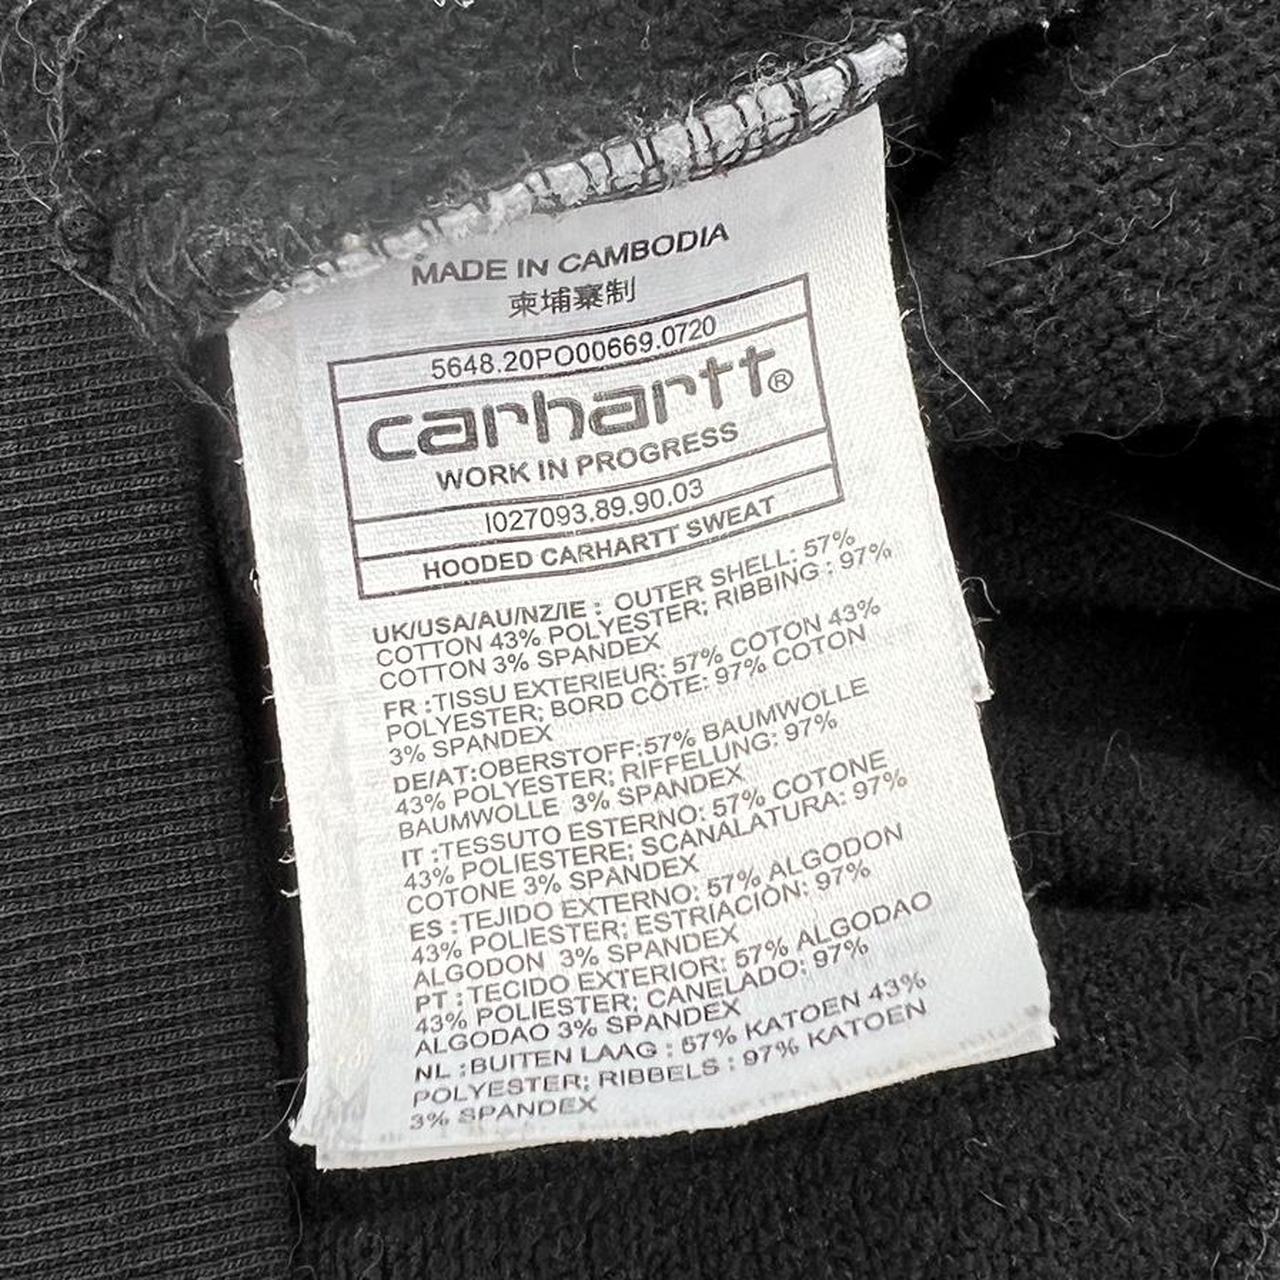 MADE IN CAMBODIA
柬埔寨制
5648.20PO00669.0720
carhartt®
WORK IN PROGRESS
I027093.89.90.03
HOODED CARHARTT SWEAT
UK/USA/AU/NZ/IE : OUTER SHELL: 57%
COTTON 43% POLYESTER; RIBBING : 97%
COTTON 3% SPANDEX
FR :TISSU EXTERIEUR: 57% COTON 43%
POLYESTER; BORD CÔTE: 97% COTON
3% SPANDEX
DE/AT:OBERSTOFF:57% BAUMWOLLE
43% POLYESTER; RIFFELUNG: 97%
BAUMWOLLE 3% SPANDEX
IT :TESSUTO ESTERNO: 57% COTONE
43% POLIESTERE; SCANALATURA: 97%
COTONE 3% SPANDEX
ES :TEJIDO EXTERNO: 57% ALGODON
43% POLIESTER; ESTRIACIÓN: 97%
ALGODON 3% SPANDEX
PT : TECIDO EXTERIOR: 57% ALGODAO
43% POLIESTER; CANELADO: 97%
ALGODAO 3% SPANDEX
NL : BUITEN LAAG : 57% KATOEN 43%
POLYESTER; RIBBELS : 97% KATOEN
3% SPANDEX